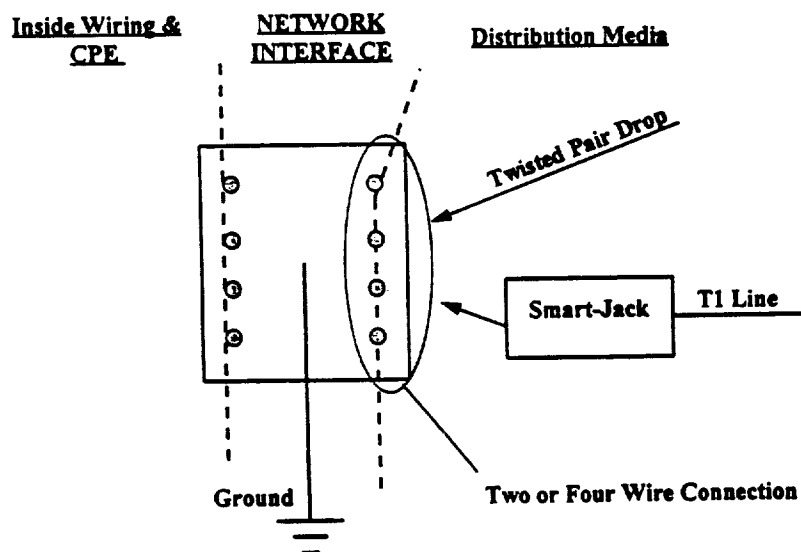 Inside Wiring &
CPE
NETWORK
INTERFACE
Distribution Media
Twisted Pair Drop
Smart-Jack
T1 Line
Ground
Two or Four Wire Connection